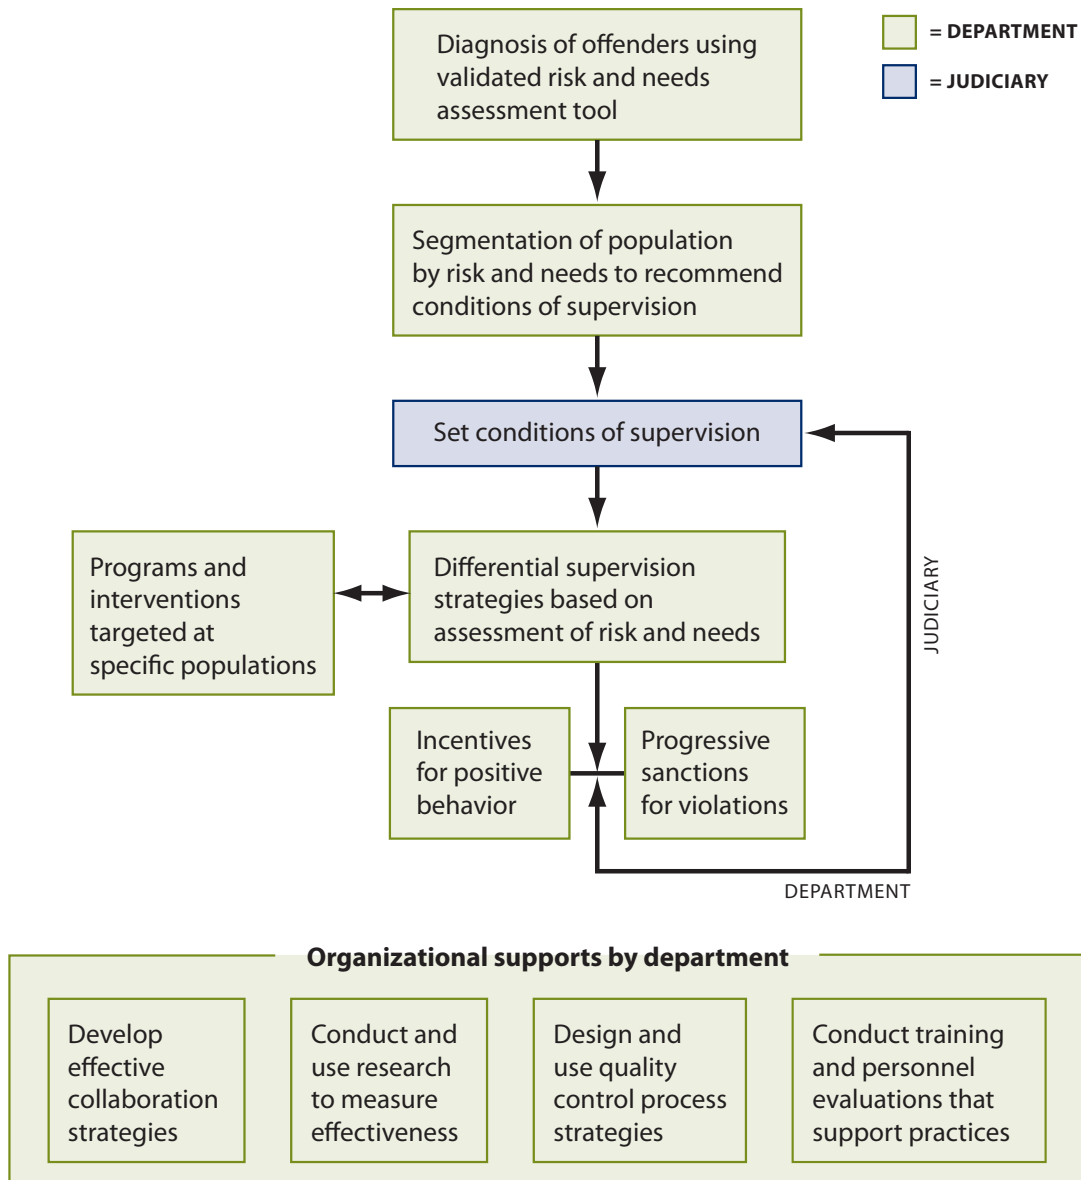 Diagnosis of offenders using
validated risk and needs
assessment tool
= DEPARTMENT
= JUDICIARY
Segmentation of population
by risk and needs to recommend
conditions of supervision
Set conditions of supervision
Programs and
interventions
targeted at
specific populations
Differential supervision
strategies based on
assessment of risk and needs
JUDICIARY
Incentives
for positive
behavior
Progressive
sanctions
for violations
DEPARTMENT
Organizational supports by department
Develop
effective
collaboration
strategies
Conduct and
use research
to measure
effectiveness
Design and
use quality
control process
strategies
Conduct training
and personnel
evaluations that
support practices